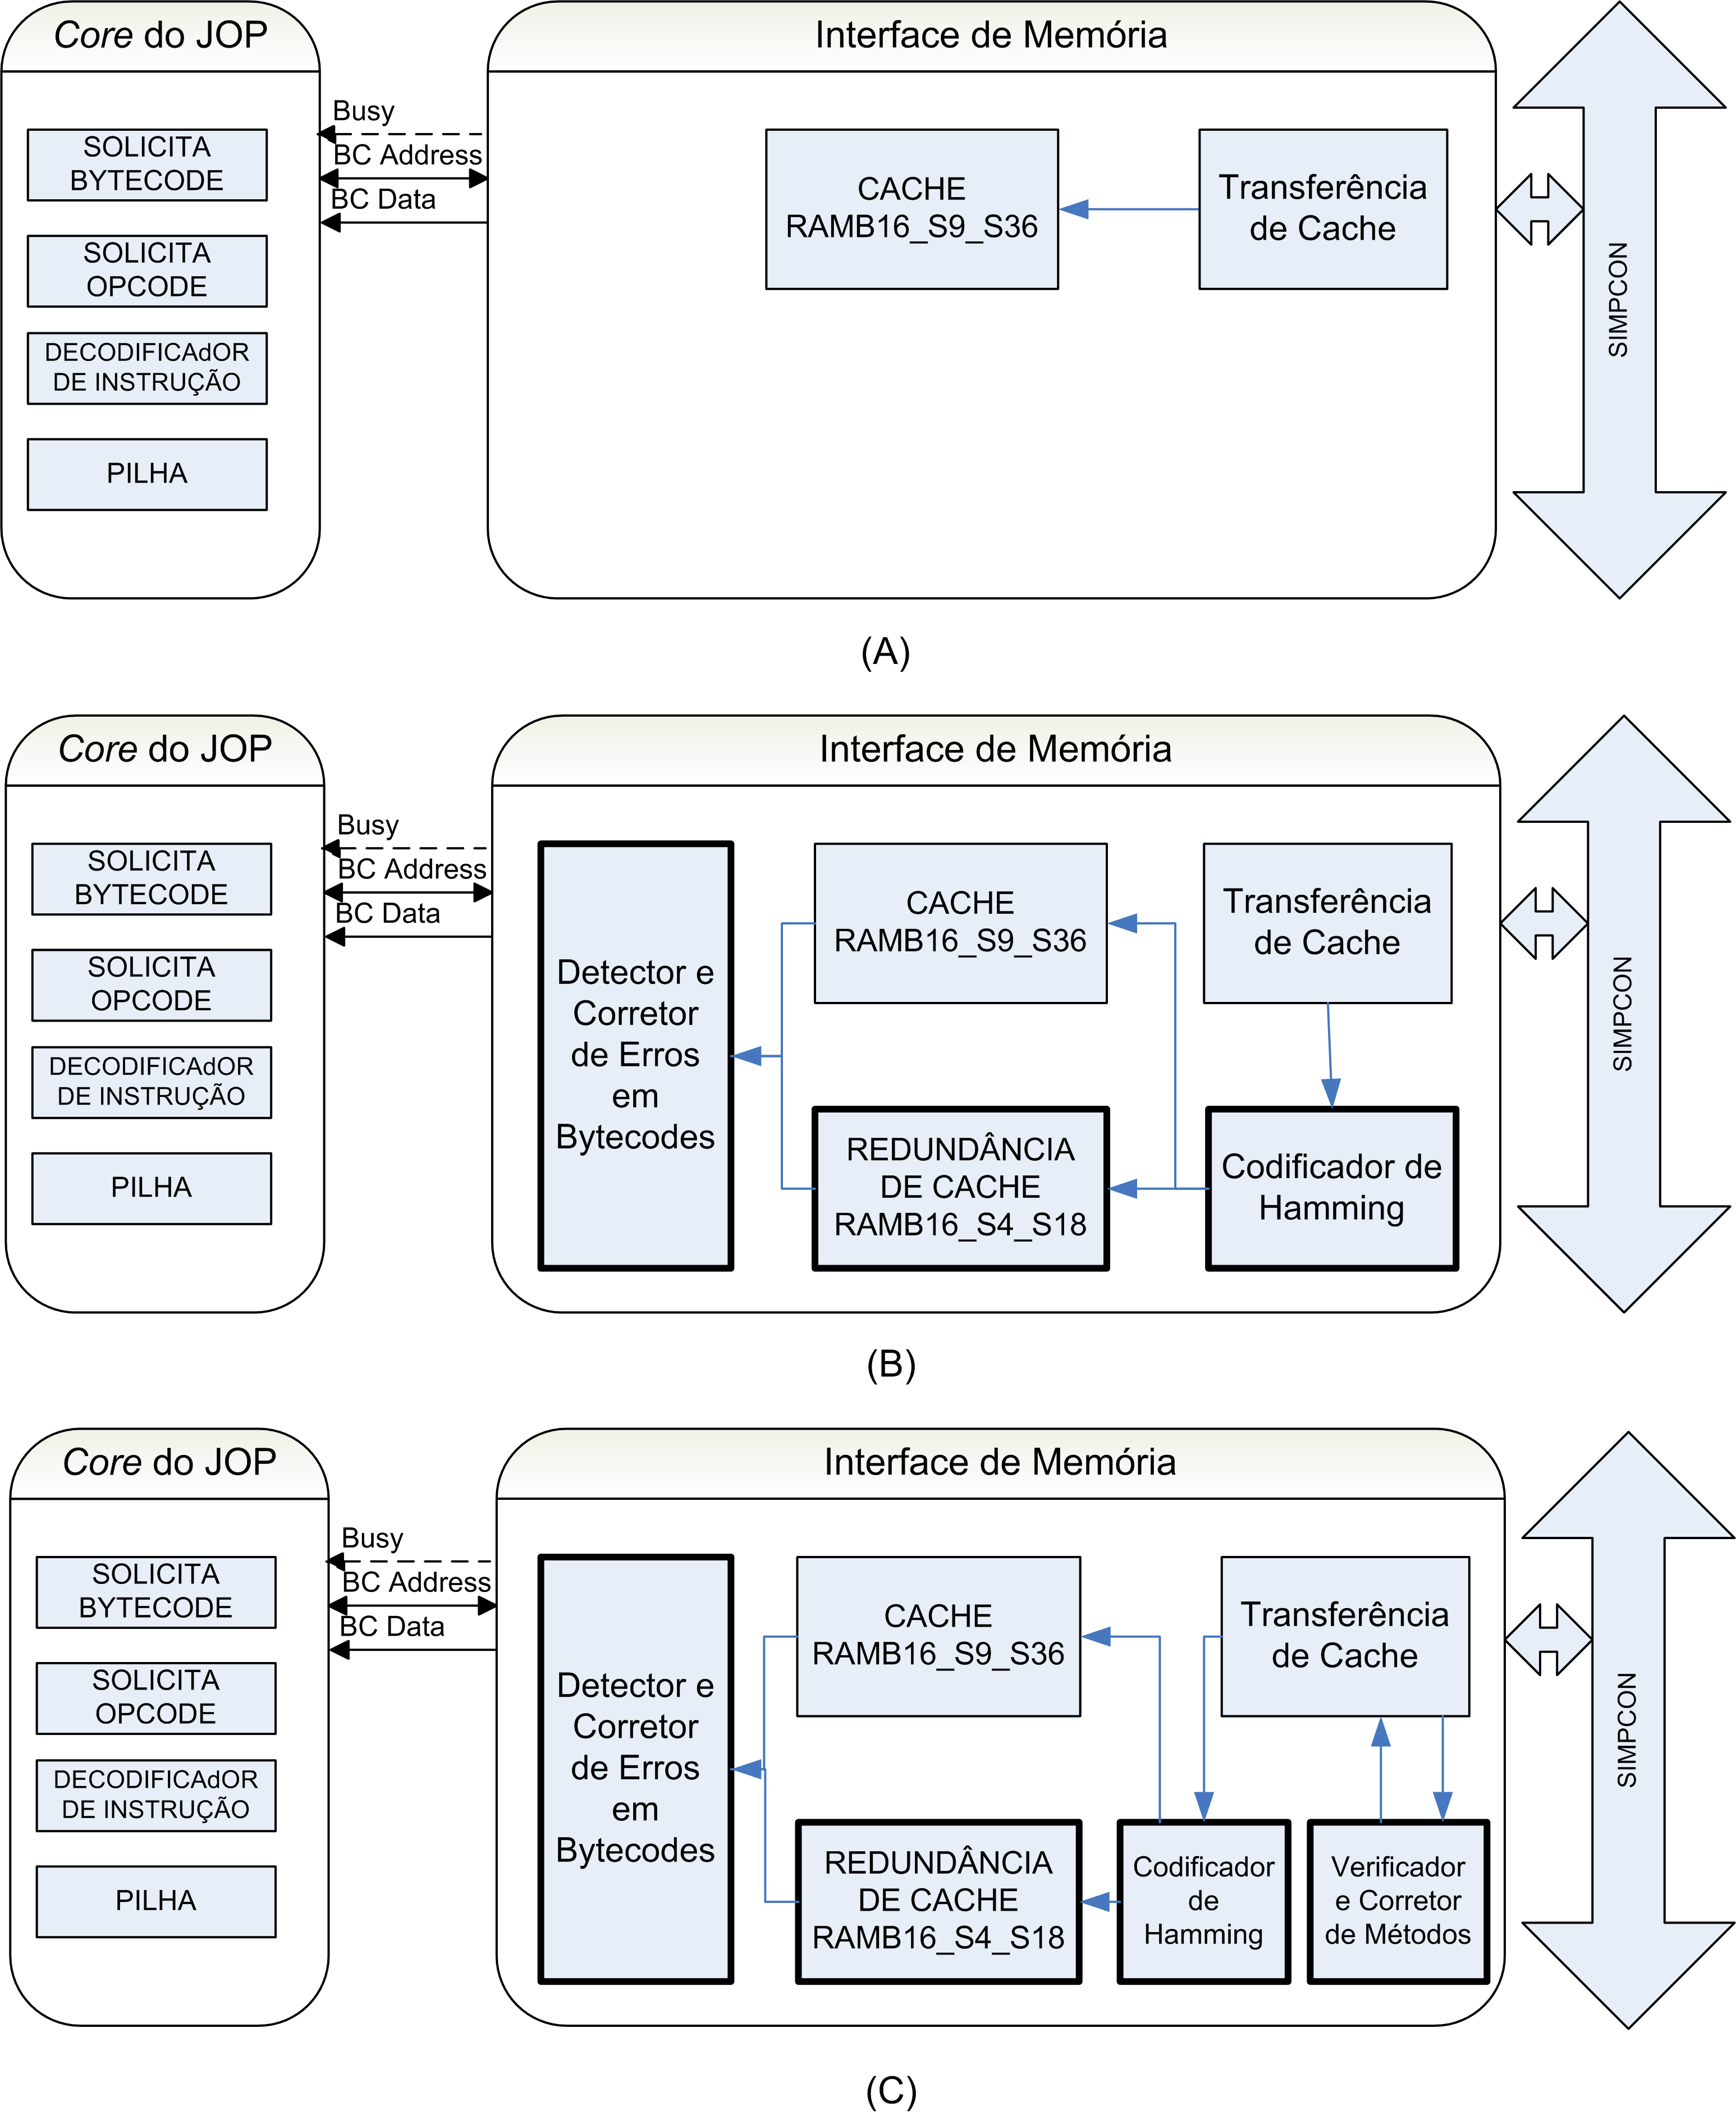 Core do JOP
Interface de Memória
Busy
BC Address
BC Data
SOLICITA
BYTECODE
SOLICITA
OPCODE
DECODIFICAdOR
DE INSTRUÇÃO
PILHA
CACHE
RAMB16_S9_S36
Transferência
de Cache
SIMPCON
(A)
Core do JOP
Interface de Memória
Busy
BC Address
BC Data
SOLICITA
BYTECODE
SOLICITA
OPCODE
DECODIFICAdOR
DE INSTRUÇÃO
PILHA
Detector e
Corretor
de Erros
em
Bytecodes
CACHE
RAMB16_S9_S36
REDUNDÂNCIA
DE CACHE
RAMB16_S4_S18
Transferência
de Cache
Codificador de
Hamming
SIMPCON
(B)
Core do JOP
Interface de Memória
Busy
BC Address
BC Data
SOLICITA
BYTECODE
SOLICITA
OPCODE
DECODIFICAdOR
DE INSTRUÇÃO
PILHA
Detector e
Corretor
de Erros
em
Bytecodes
CACHE
RAMB16_S9_S36
REDUNDÂNCIA
DE CACHE
RAMB16_S4_S18
Transferência
de Cache
Codificador
de
Hamming
Verificador
e Corretor
de Métodos
SIMPCON
(C)